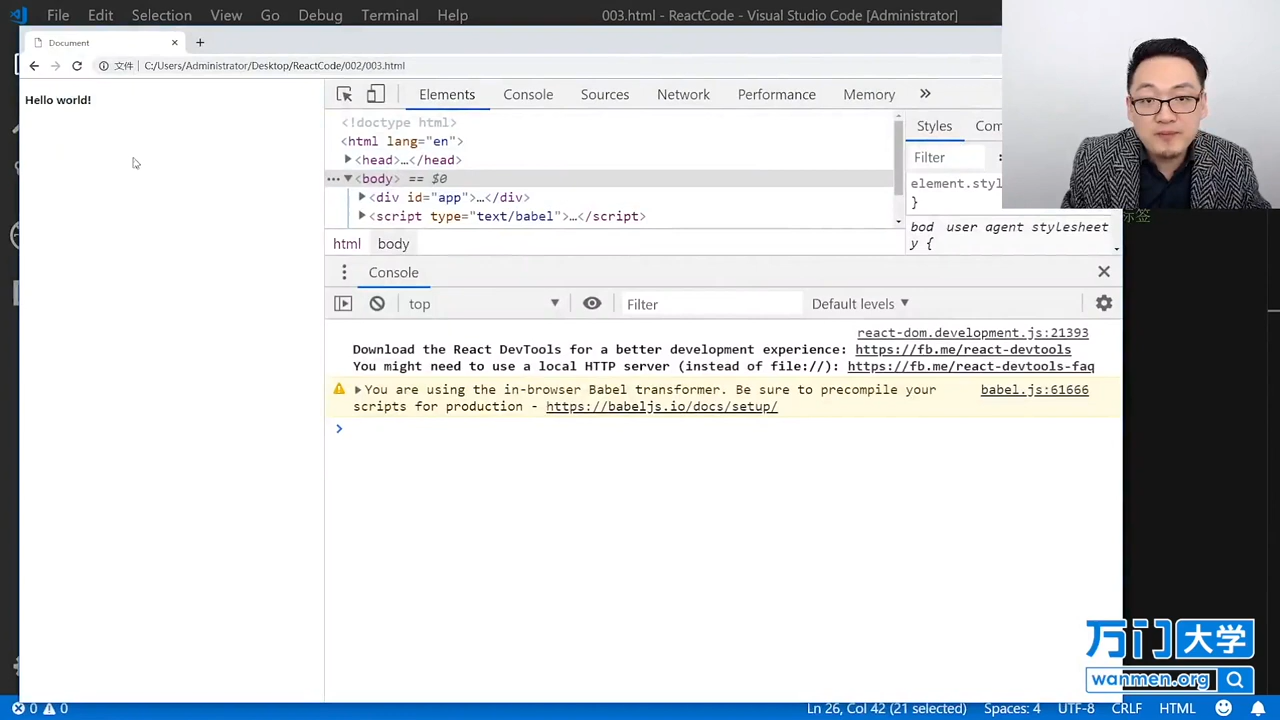 File Edit Selection View Go Debug Terminal Help 003.html - ReactCode - Visual Studio Code [Administrator]
Document
文件 C:/Users/Administrator/Desktop/ReactCode/002/003.html
Hello world!
Elements Console Sources Network Performance Memory
<!doctype html>
<html lang="en">
<head>…</head>
<body> == $0
<div id="app">…</div>
<script type="text/babel">…</script>
html body
Styles Com
Filter :
element.styl
}
bod user agent stylesheet
y {
标签
Console
top Filter Default levels
react-dom.development.js:21393
Download the React DevTools for a better development experience: https://fb.me/react-devtools
You might need to use a local HTTP server (instead of file://): https://fb.me/react-devtools-faq
You are using the in-browser Babel transformer. Be sure to precompile your babel.js:61666
scripts for production - https://babeljs.io/docs/setup/
万门大学
wanmen.org
0 0 Ln 26, Col 42 (21 selected) Spaces: 4 UTF-8 CRLF HTML